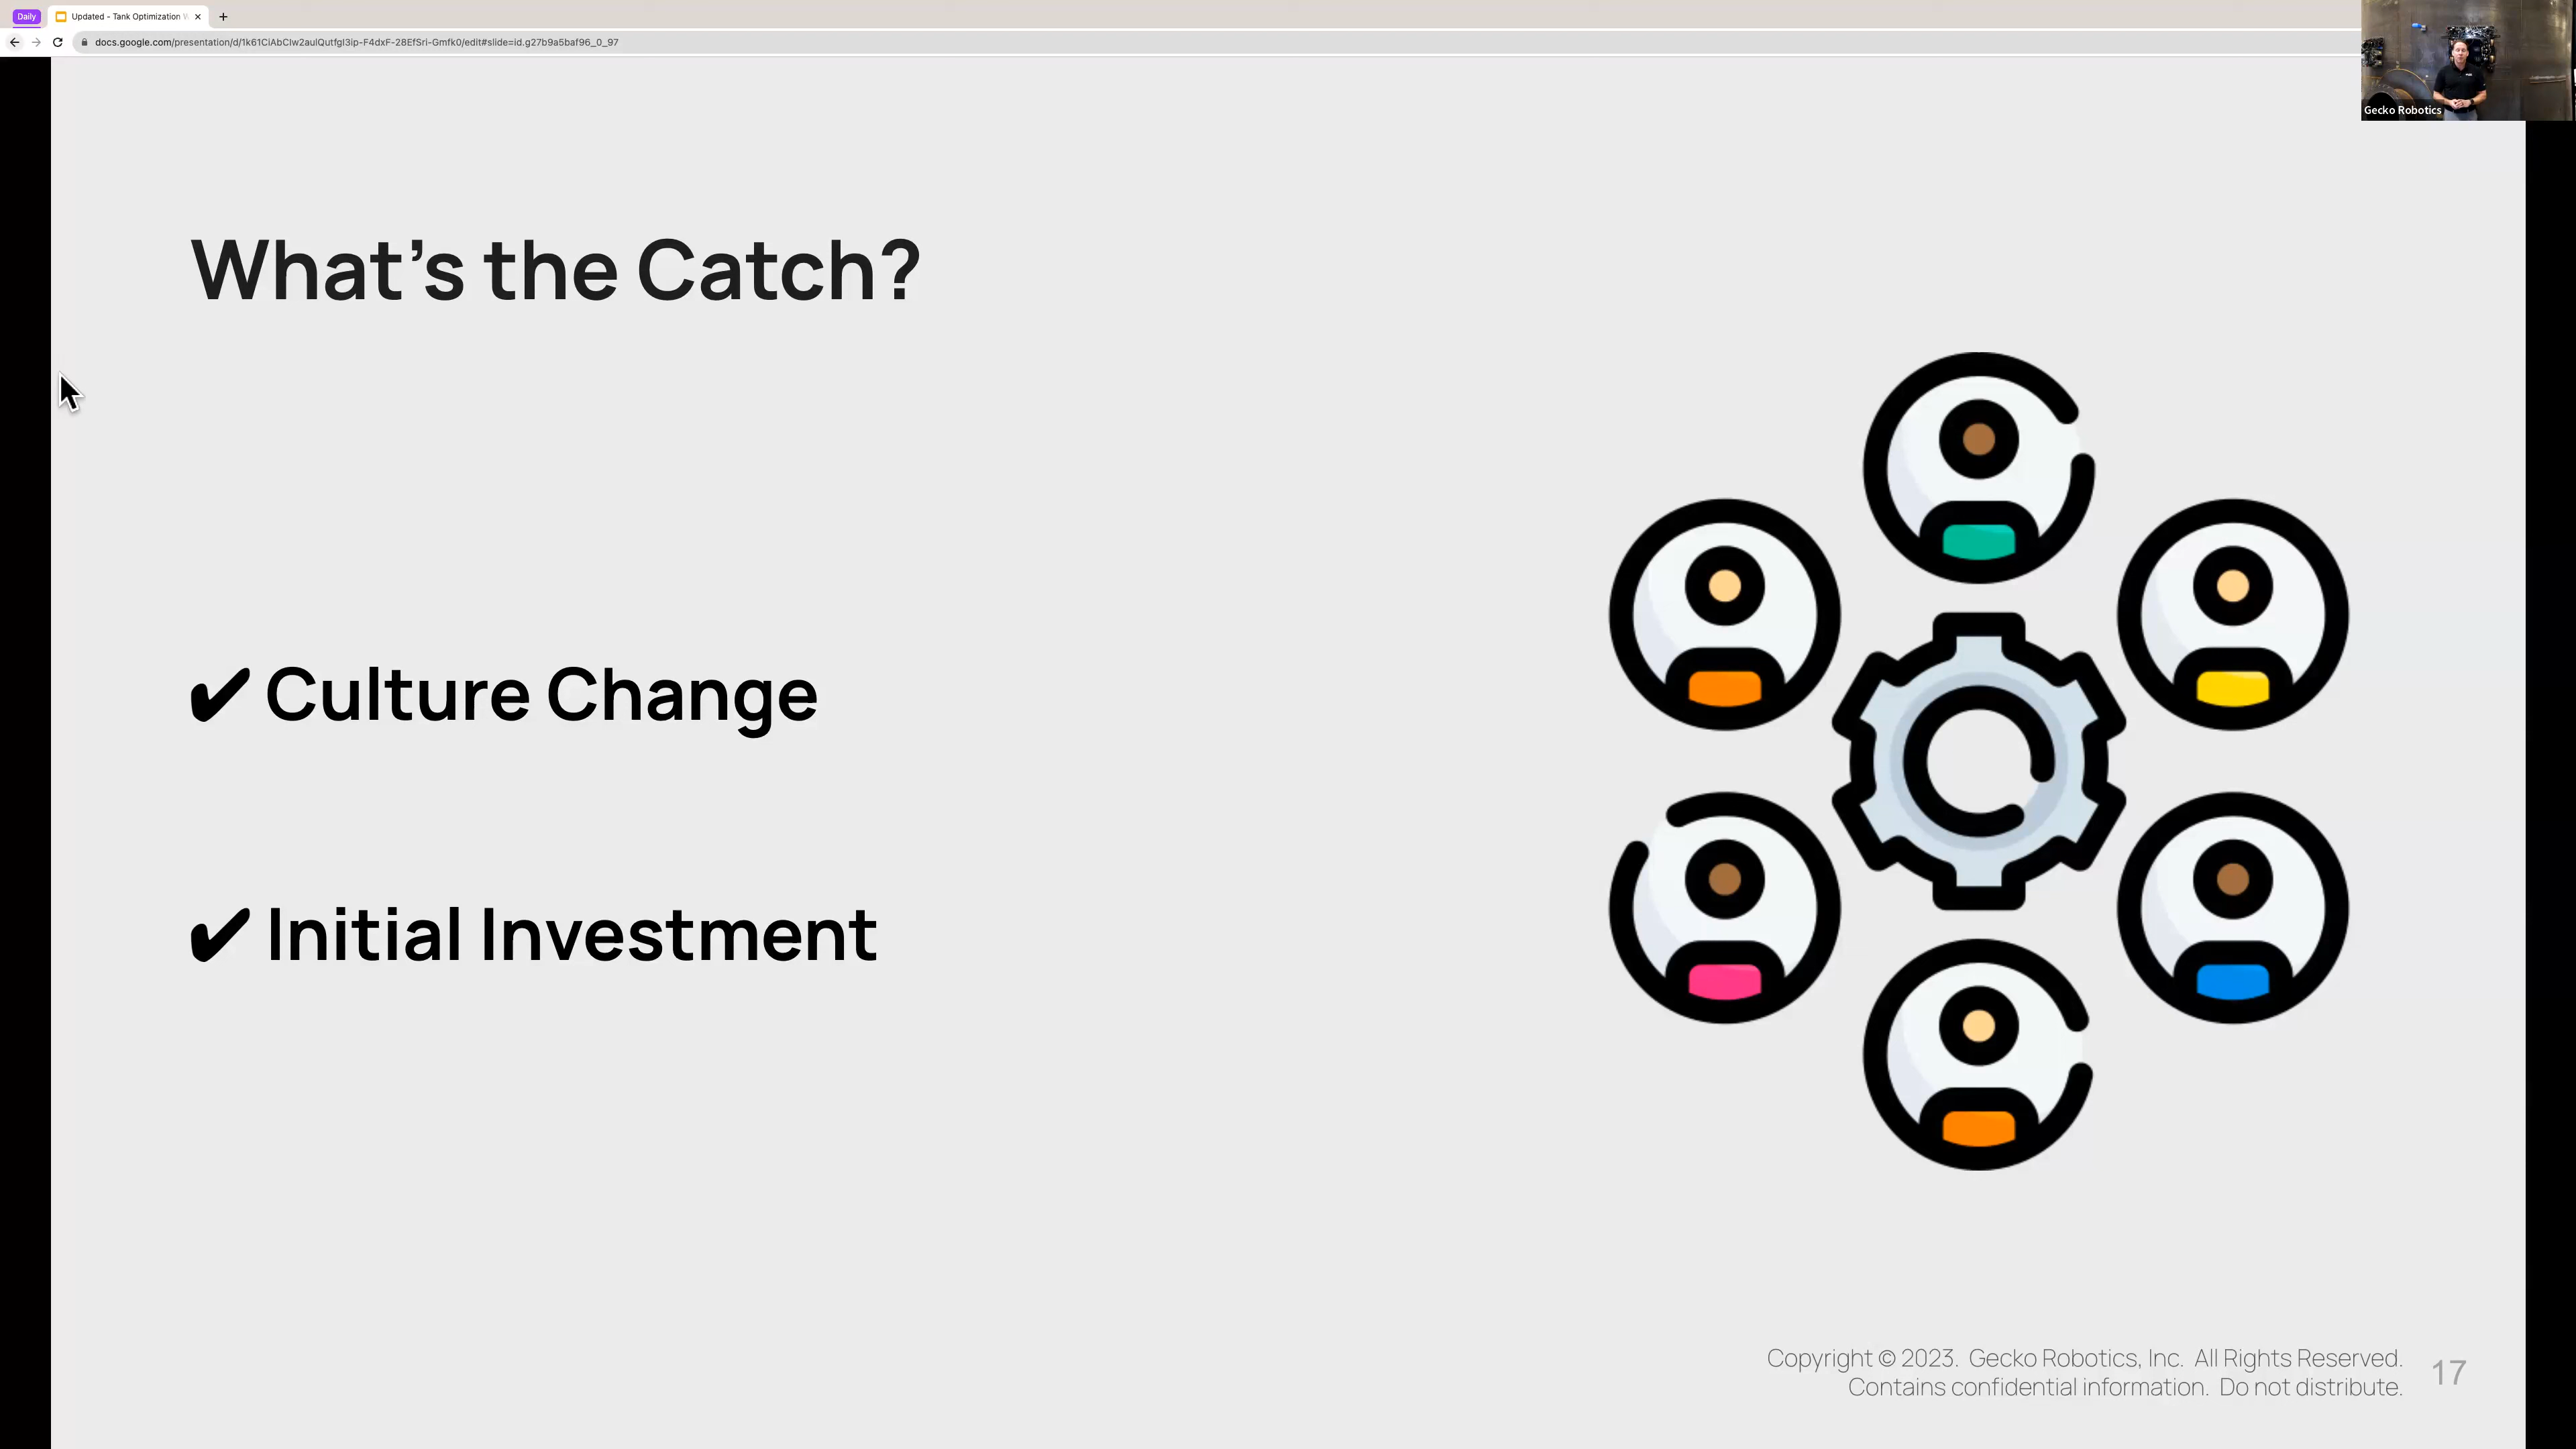 Daily
Updated - Tank Optimization W
docs.google.com/presentation/d/1k61CiAbCIw2aulQutfgI3ip-F4dxF-28EfSri-Gmfk0/edit#slide=id.g27b9a5baf96_0_97
Gecko Robotics
What's the Catch?
✔ Culture Change
✔ Initial Investment
Copyright © 2023. Gecko Robotics, Inc. All Rights Reserved.
Contains confidential information. Do not distribute.
17